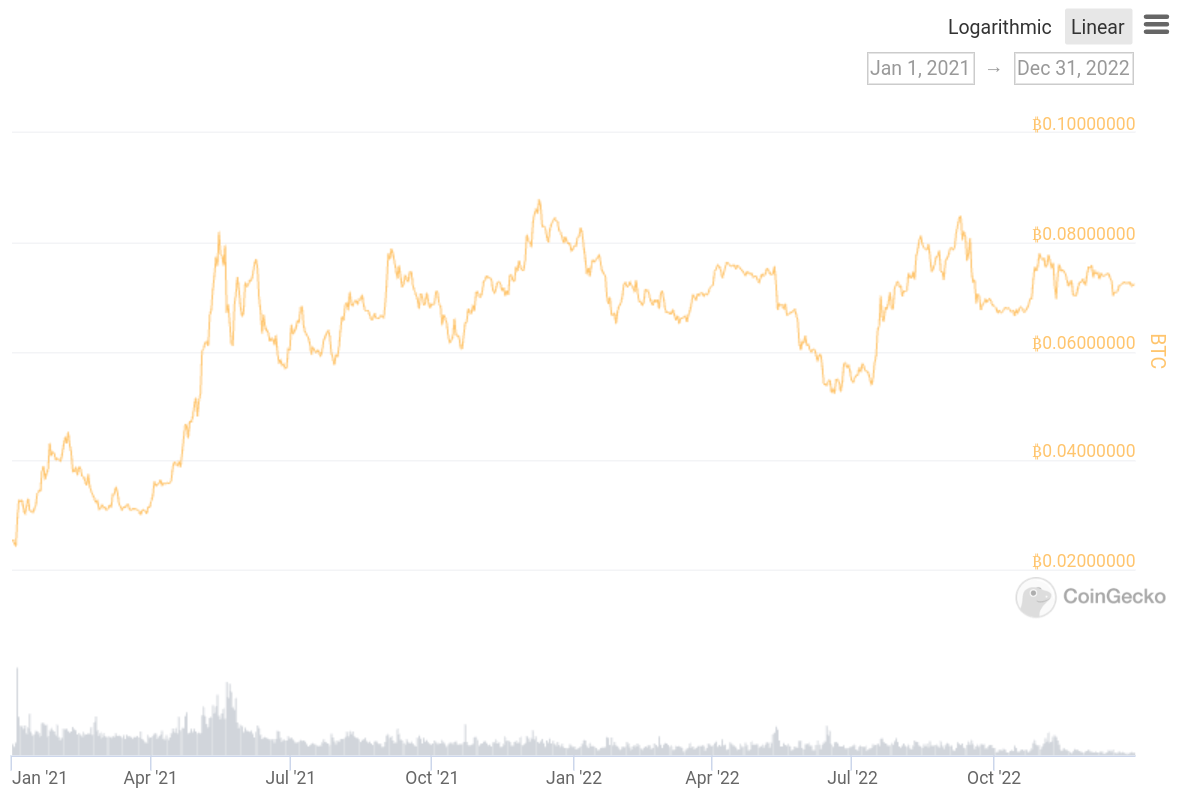 Logarithmic Linear
Jan 1, 2021 → Dec 31, 2022
₿0.10000000
₿0.08000000
₿0.06000000
BTC
₿0.04000000
₿0.02000000
CoinGecko
Jan '21 Apr '21 Jul '21 Oct '21 Jan '22 Apr '22 Jul '22 Oct '22